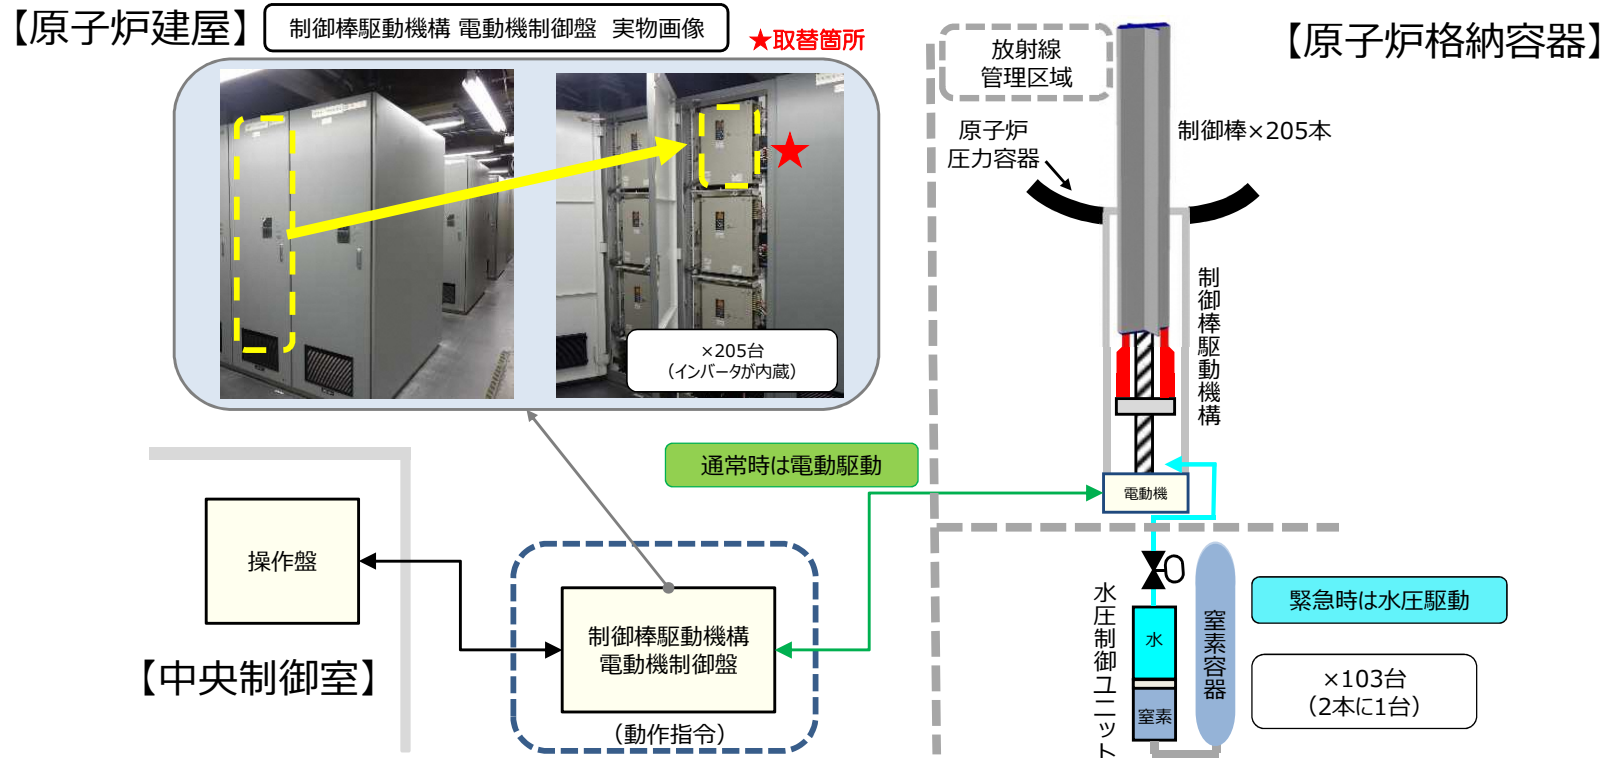 【原子炉建屋】
制御棒駆動機構 電動機制御盤　実物画像
★取替箇所
×205台
（インバータが内蔵）
放射線
管理区域
【原子炉格納容器】
原子炉
圧力容器
制御棒×205本
制御棒駆動機構
通常時は電動駆動
電動機
操作盤
【中央制御室】
制御棒駆動機構
電動機制御盤
（動作指令）
水圧制御ユニット
水
窒素
窒素容器
緊急時は水圧駆動
×103台
（2本に1台）